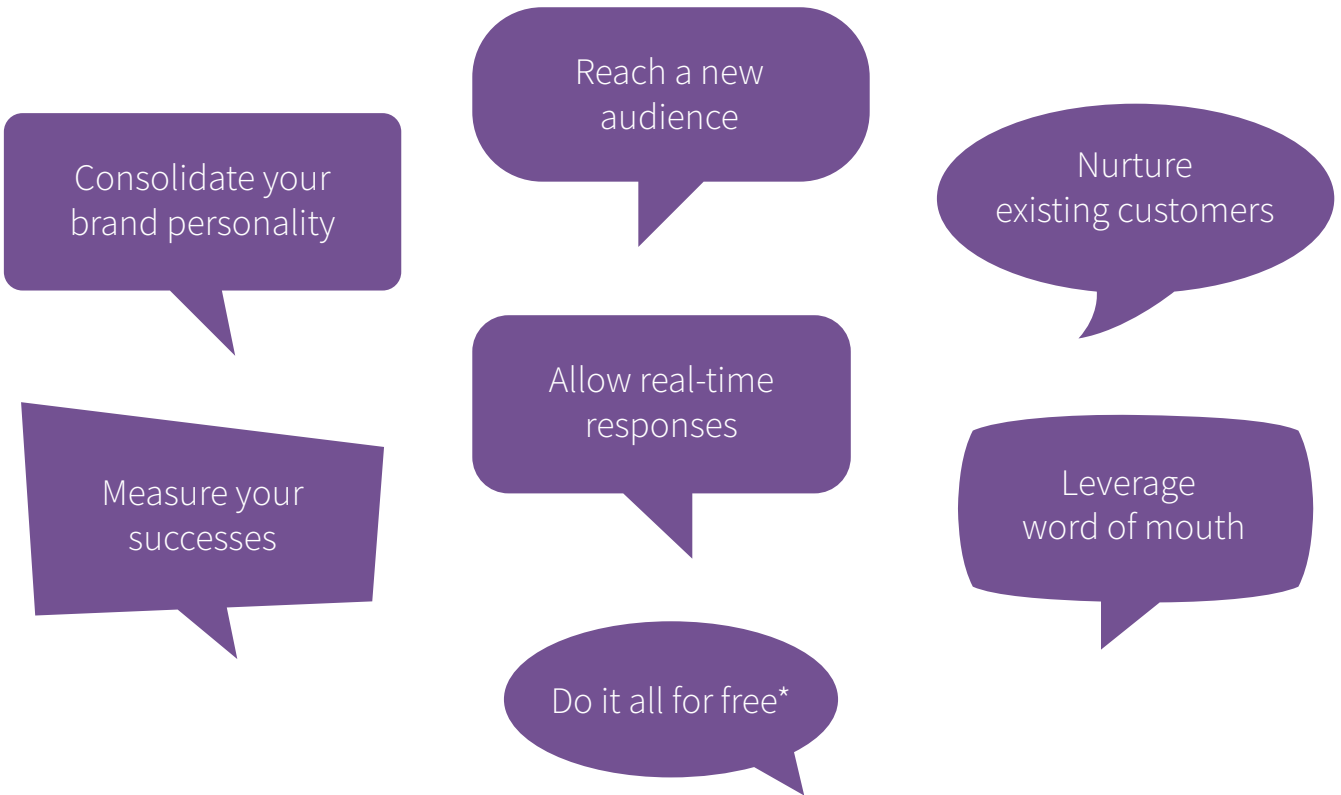 Reach a new
audience
Consolidate your
brand personality
Nurture
existing customers
Allow real-time
responses
Measure your
successes
Leverage
word of mouth
Do it all for free*